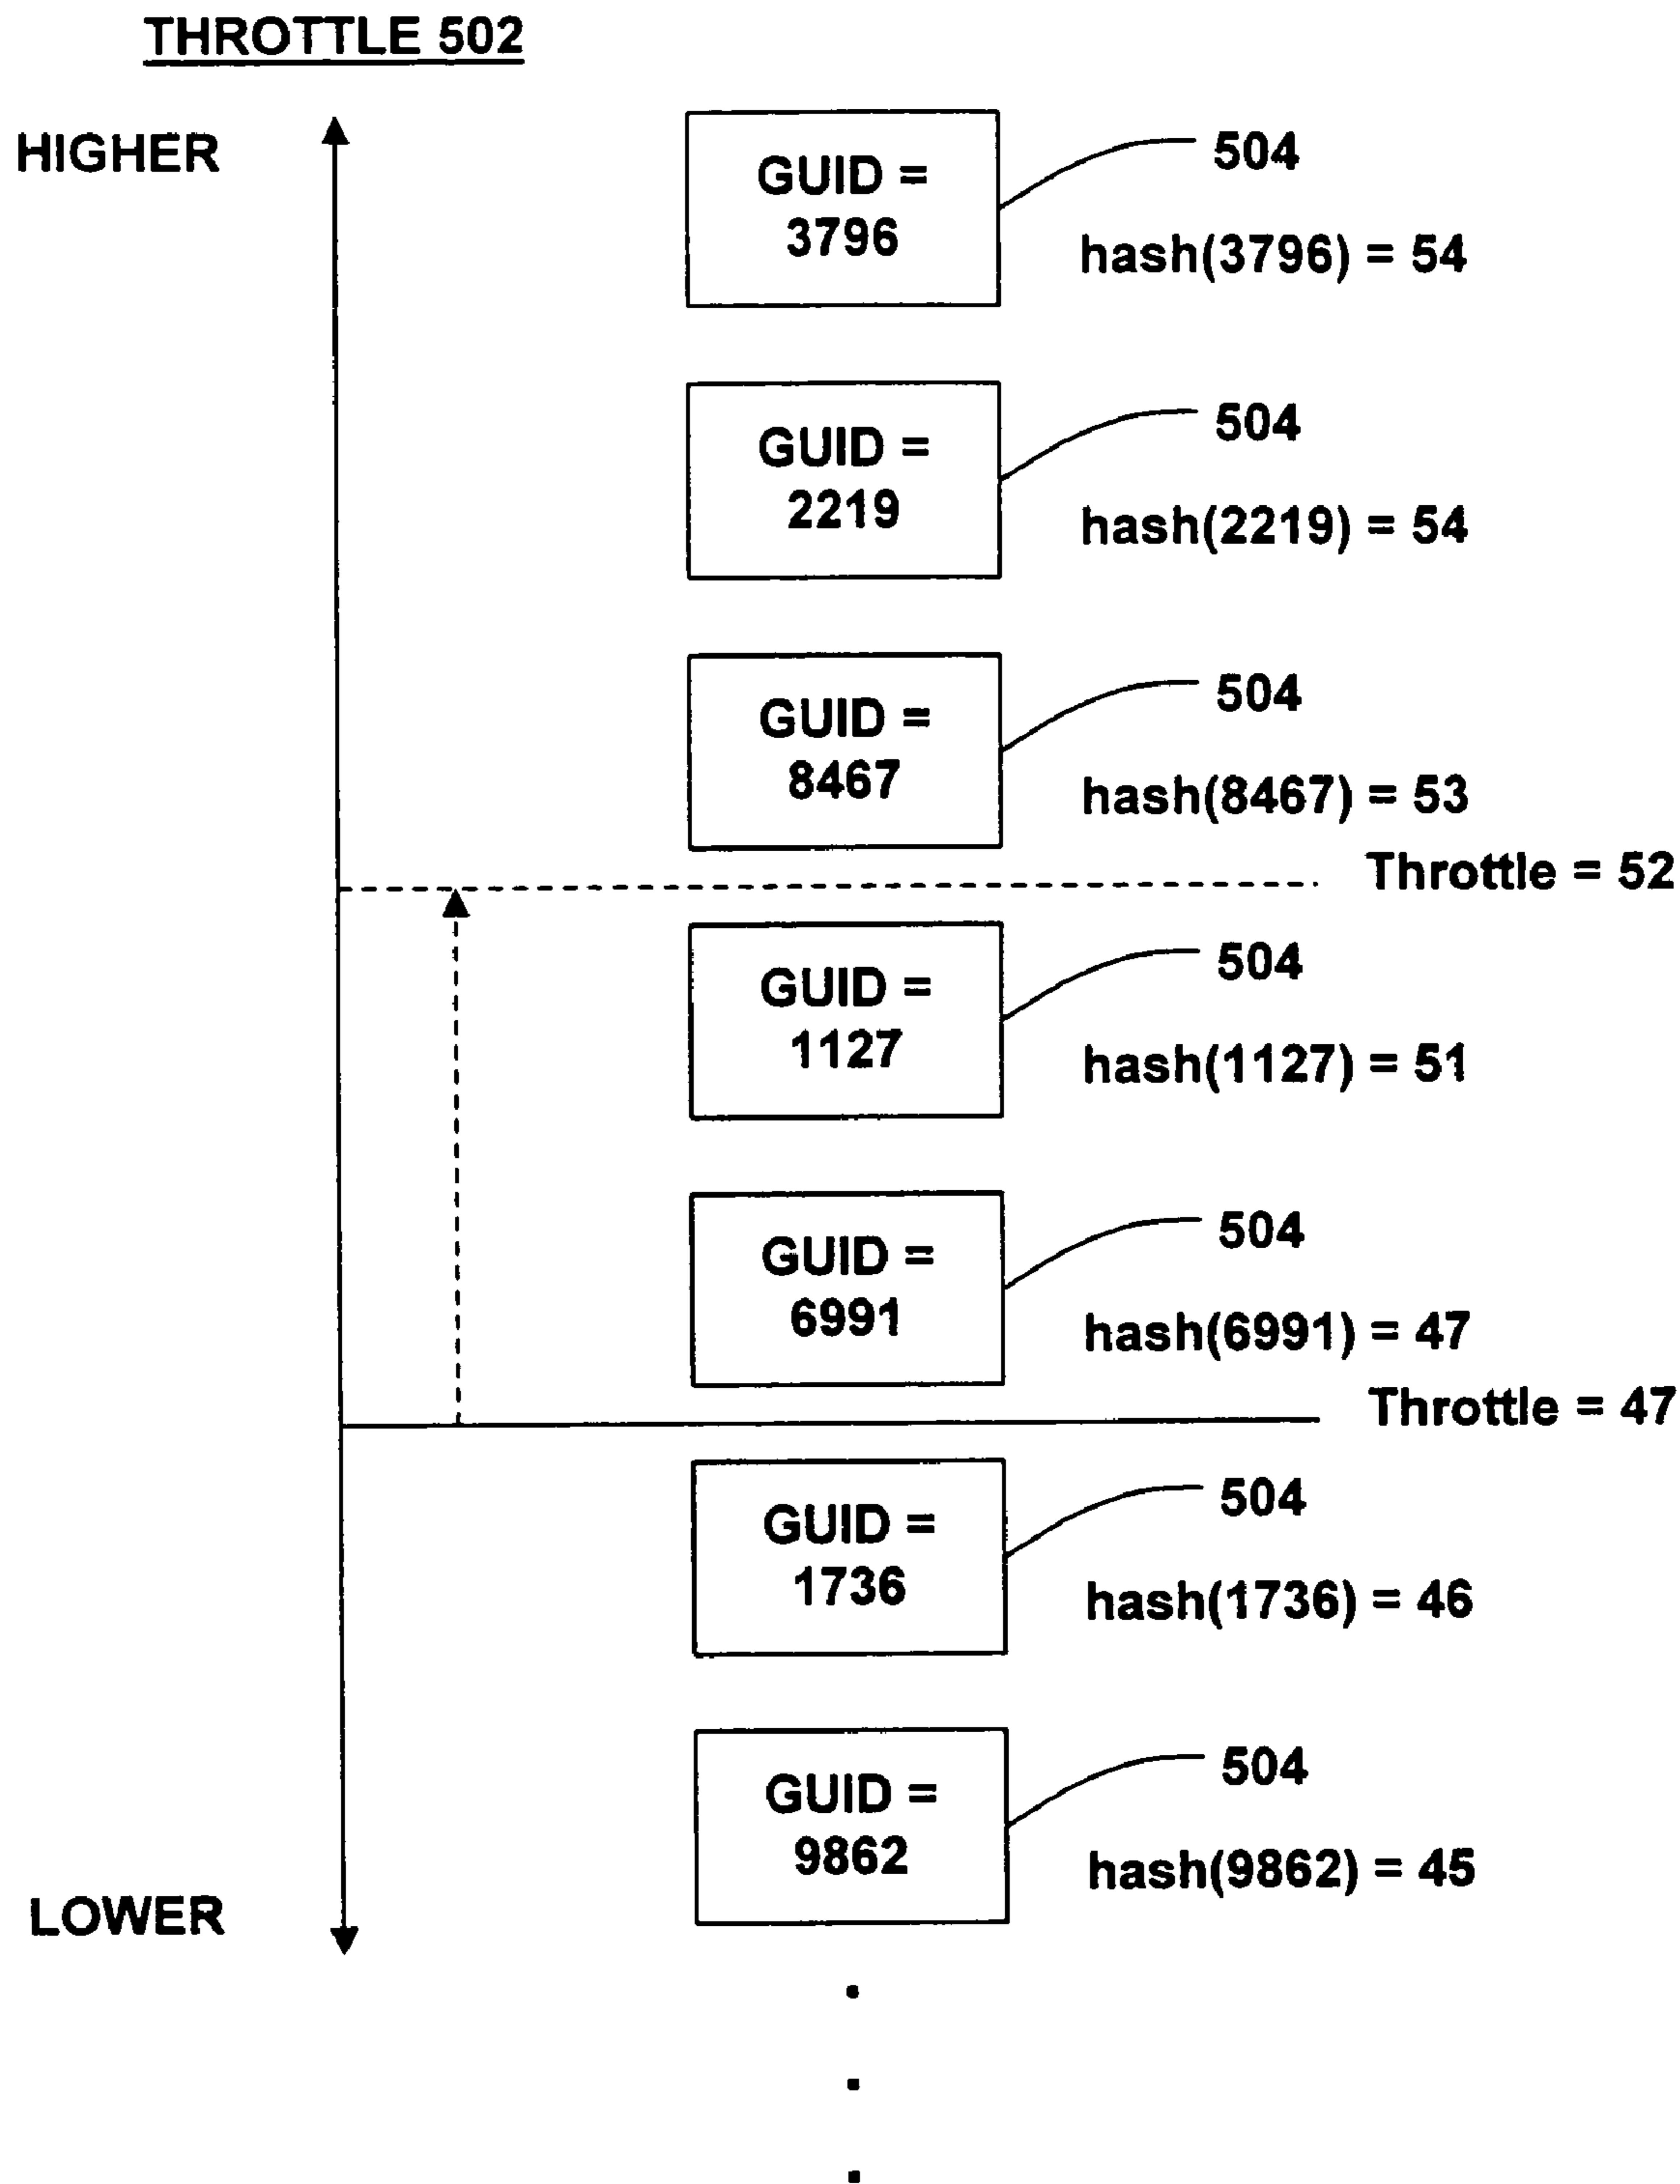 THROTTLE 502
HIGHER
GUID =
3796
504
hash(3796) = 54
GUID =
2219
504
hash(2219) = 54
GUID =
8467
504
hash(8467) = 53
Throttle = 52
GUID =
1127
504
hash(1127) = 51
GUID =
6991
504
hash(6991) = 47
Throttle = 47
GUID =
1736
504
hash(1736) = 46
GUID =
9862
504
hash(9862) = 45
LOWER